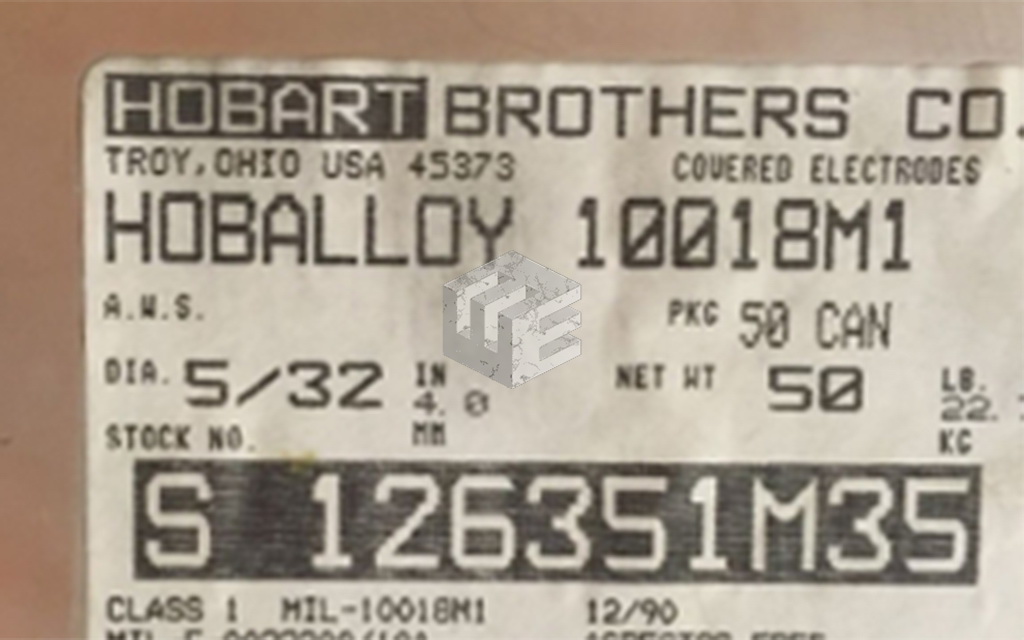 HOBART BROTHERS CO.
TROY, OHIO USA 45373 COVERED ELECTRODES
HOBALLOY 10018M1
A.W.S. PKG 50 CAN
DIA. 5/32 IN 4.0 MM NET WT 50 LB. 22. KG
STOCK NO.
S 126351M35
CLASS 1 MIL-10018M1 12/90